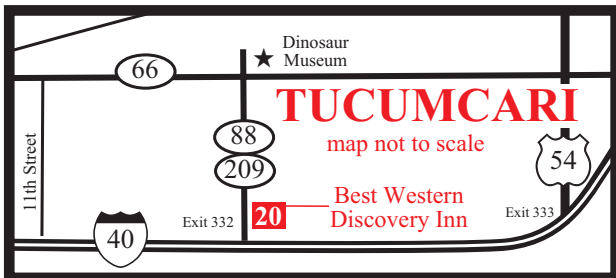 Dinosaur
Museum
66
TUCUMCARI
map not to scale
11th Street
88
209
54
Best Western
Discovery Inn
20
Exit 332
Exit 333
40